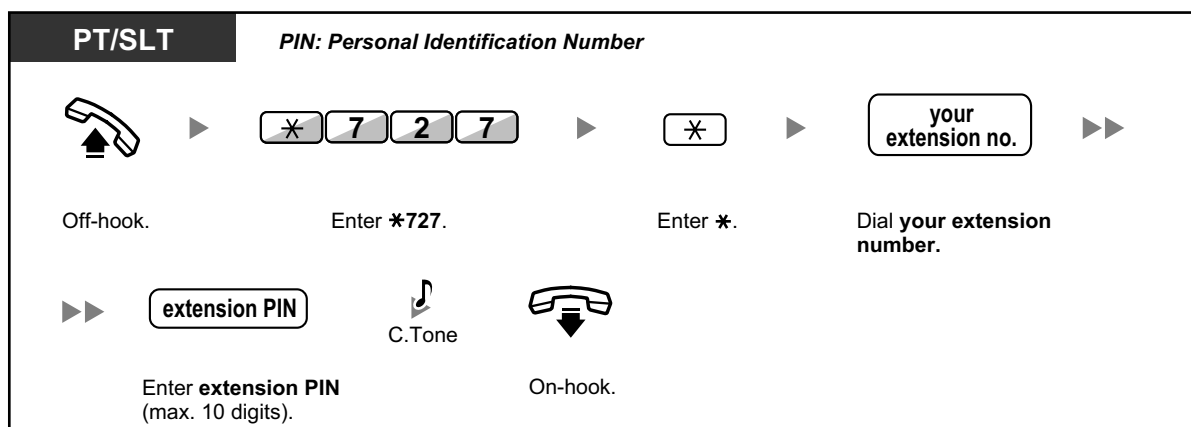 PT/SLT
PIN: Personal Identification Number
* 7 2 7
*
your
extension no.
Off-hook.
Enter *727.
Enter *.
Dial your extension
number.
extension PIN
C.Tone
Enter extension PIN
(max. 10 digits).
On-hook.